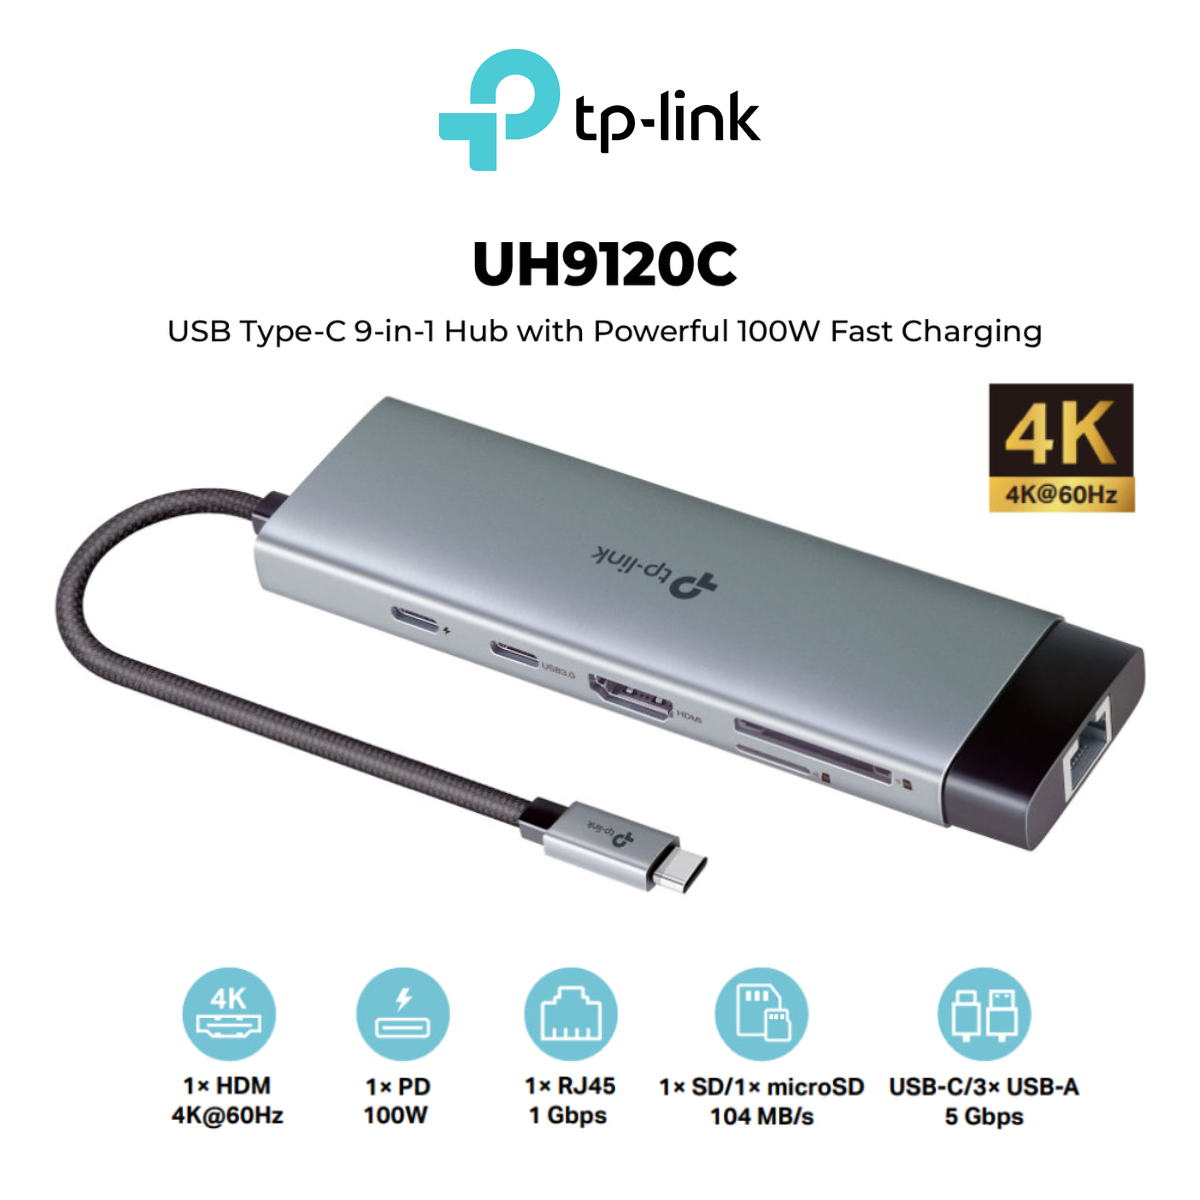 tp-link
UH9120C
USB Type-C 9-in-1 Hub with Powerful 100W Fast Charging
4K
4K@60Hz
tp-link
USB3.0
HDMI
tp-link
4K
1× HDM
4K@60Hz
1× PD
100W
1× RJ45
1 Gbps
1× SD/1× microSD
104 MB/s
USB-C/3× USB-A
5 Gbps